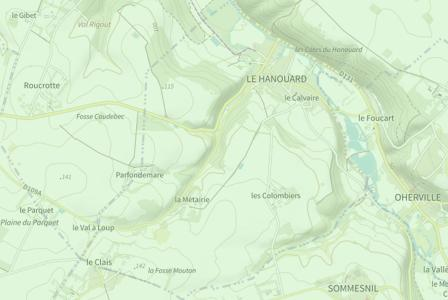 le Gibet
Val Rigout
les Côtes du Hanouard
LE HANOUARD
D131
115
Roucrotte
le Calvaire
Fosse Caudebec
le Foucart
141
Parfondemare
D109A
les Colombiers
OHERVILLE
la Métairie
le Parquet
Plaine du Parquet
le Val à Loup
le Clais
142
la Fosse Mouton
la Vallé
SOMMESNIL